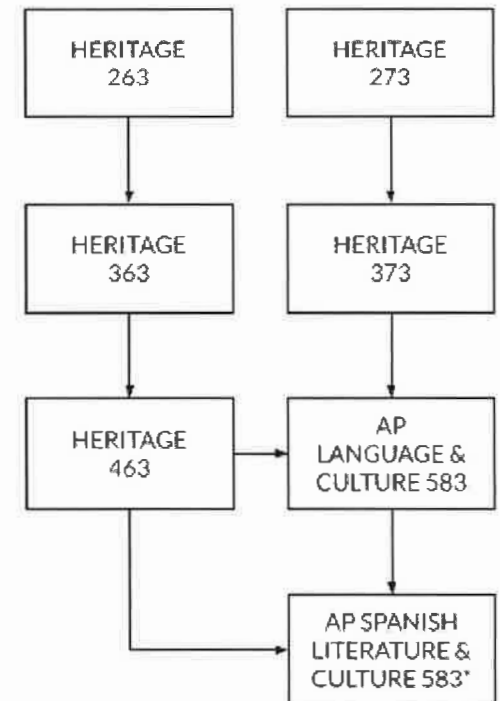 HERITAGE
263
HERITAGE
273
HERITAGE
363
HERITAGE
373
HERITAGE
463
AP
LANGUAGE &
CULTURE 583
AP SPANISH
LITERATURE &
CULTURE 583*